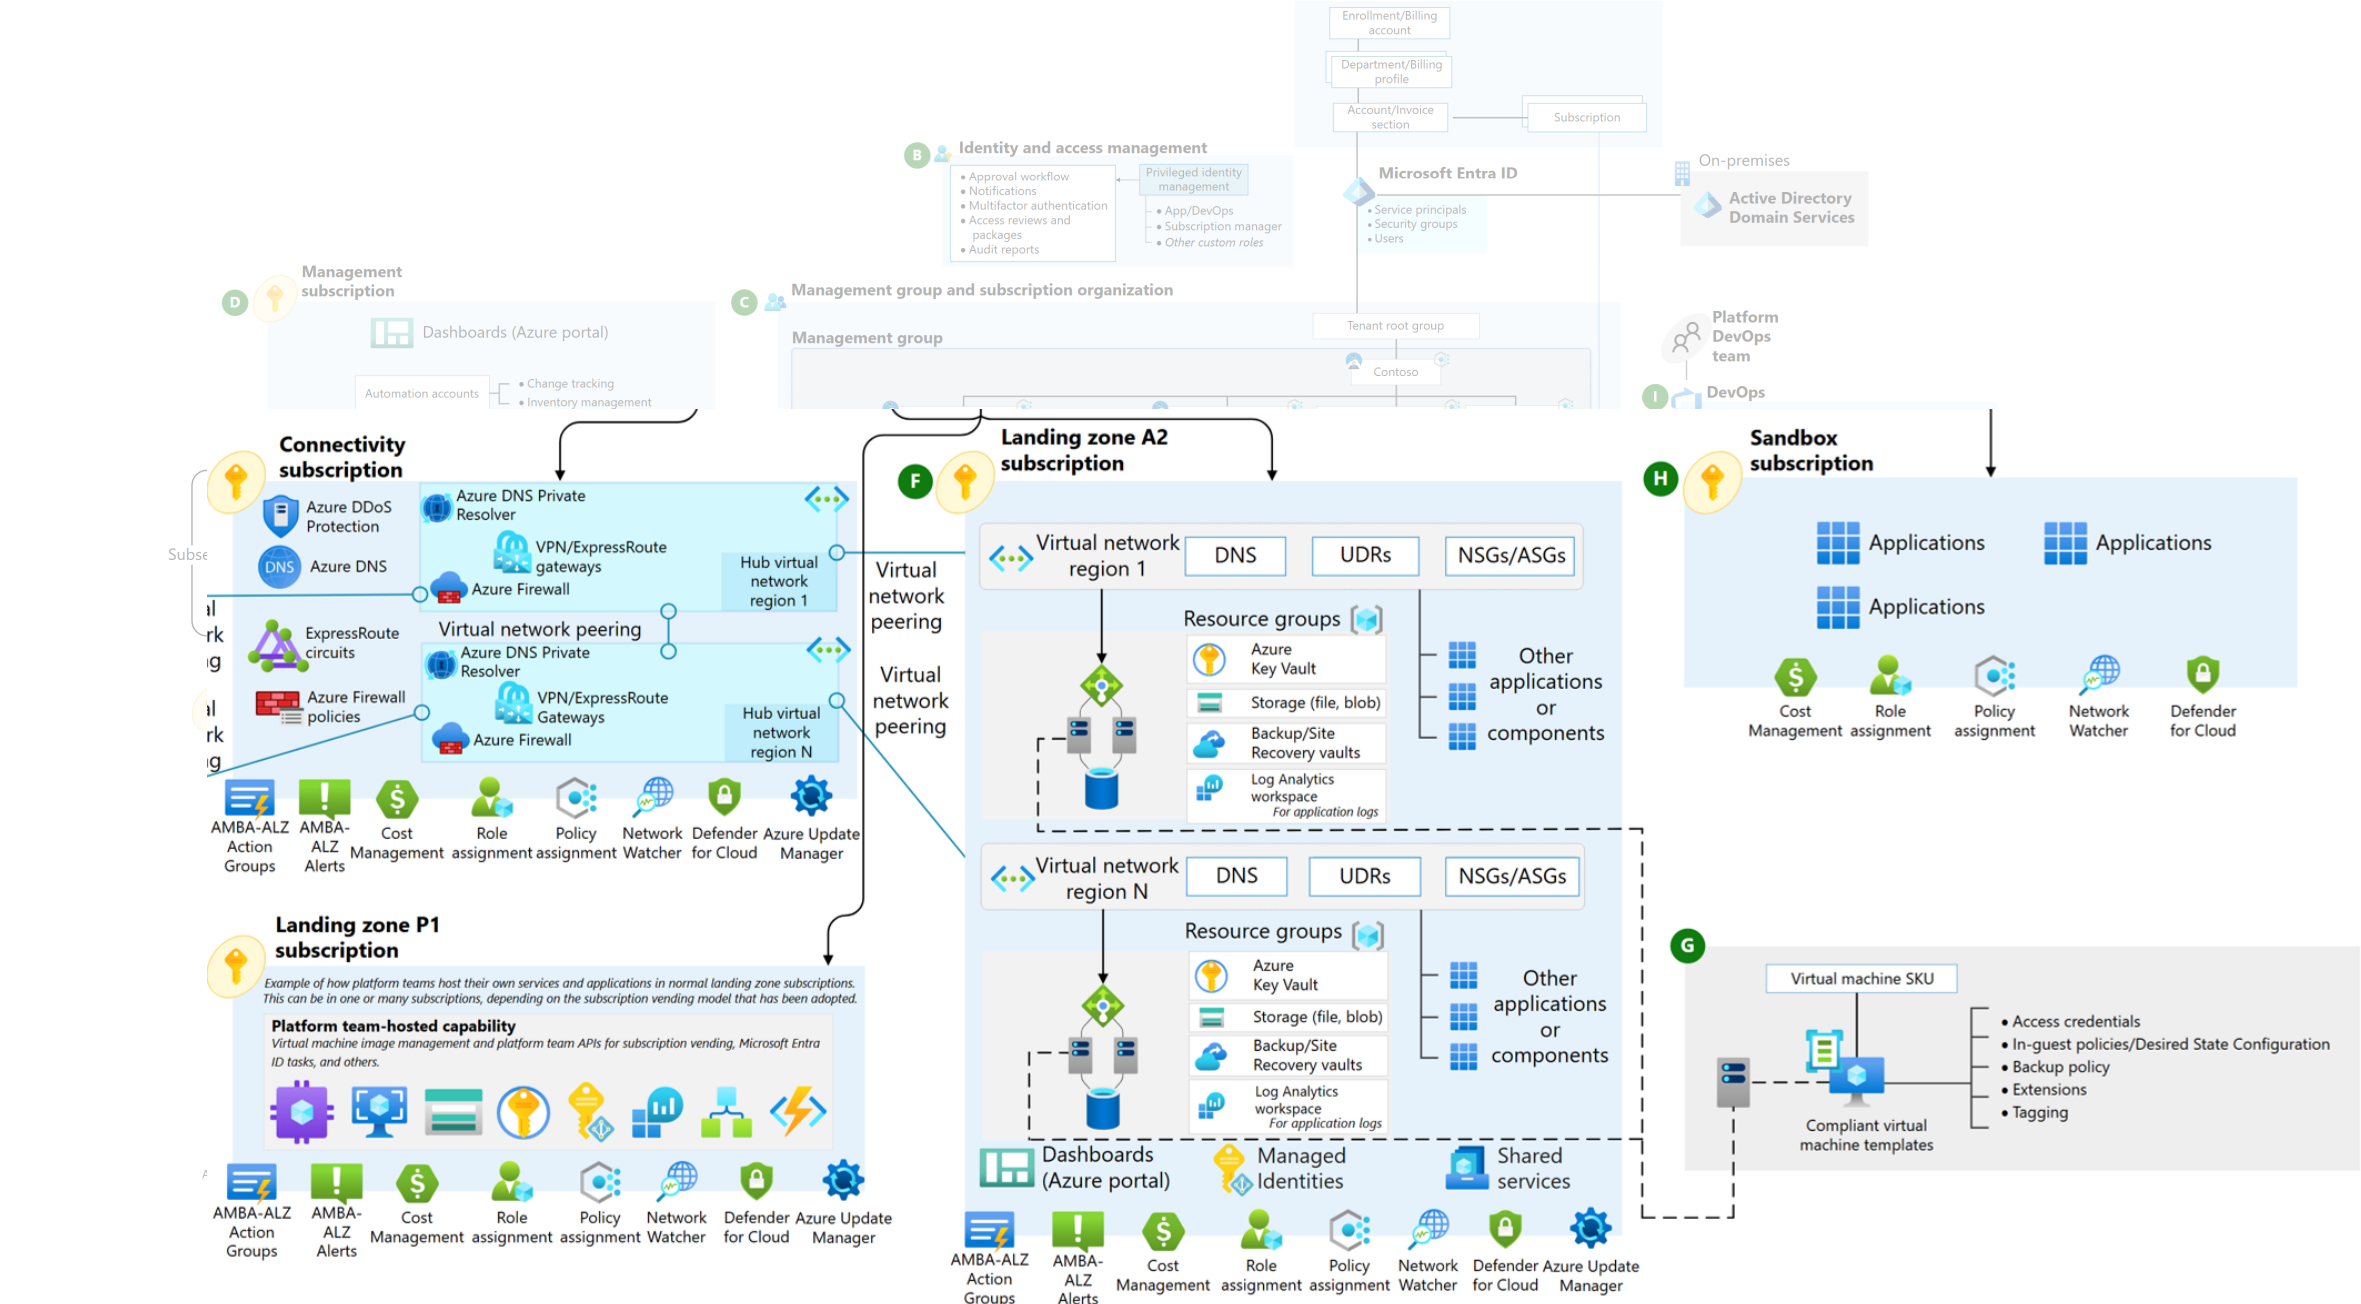 Enrollment/Billing
account
Department/Billing
profile
Account/Invoice
section
Subscription
B
Identity and access management
• Approval workflow
• Notifications
• Multifactor authentication
• Access reviews and
packages
• Audit reports
Privileged identity
management
• App/DevOps
• Subscription manager
• Other custom roles
Microsoft Entra ID
• Service principals
• Security groups
• Users
On-premises
Active Directory
Domain Services
D
Management
subscription
Dashboards (Azure portal)
Automation accounts
• Change tracking
• Inventory management
C
Management group and subscription organization
Management group
Tenant root group
Contoso
Platform
DevOps
team
I
DevOps
Connectivity
subscription
Subse
al
rk
ng
al
rk
ng
Azure DDoS
Protection
DNS
Azure DNS
ExpressRoute
circuits
Azure Firewall
policies
Azure DNS Private
Resolver
VPN/ExpressRoute
gateways
Azure Firewall
Hub virtual
network
region 1
Virtual network peering
Azure DNS Private
Resolver
VPN/ExpressRoute
Gateways
Azure Firewall
Hub virtual
network
region N
Virtual
network
peering
Virtual
network
peering
AMBA-ALZ
Action
Groups
AMBA-
ALZ
Alerts
Cost
Management
Role
assignment
Policy
assignment
Network
Watcher
Defender
for Cloud
Azure Update
Manager
Landing zone P1
subscription
Example of how platform teams host their own services and applications in normal landing zone subscriptions.
This can be in one or many subscriptions, depending on the subscription vending model that has been adopted.
Platform team-hosted capability
Virtual machine image management and platform team APIs for subscription vending, Microsoft Entra
ID tasks, and others.
AMBA-ALZ
Action
Groups
AMBA-
ALZ
Alerts
Cost
Management
Role
assignment
Policy
assignment
Network
Watcher
Defender
for Cloud
Azure Update
Manager
F
Landing zone A2
subscription
Virtual network
region 1
DNS
UDRs
NSGs/ASGs
Resource groups
Azure
Key Vault
Storage (file, blob)
Backup/Site
Recovery vaults
Log Analytics
workspace
For application logs
Other
applications
or
components
Virtual network
region N
DNS
UDRs
NSGs/ASGs
Resource groups
Azure
Key Vault
Storage (file, blob)
Backup/Site
Recovery vaults
Log Analytics
workspace
For application logs
Other
applications
or
components
Dashboards
(Azure portal)
Managed
Identities
Shared
services
AMBA-ALZ
Action
Groups
AMBA-
ALZ
Alerts
Cost
Management
Role
assignment
Policy
assignment
Network
Watcher
Defender
for Cloud
Azure Update
Manager
H
Sandbox
subscription
Applications
Applications
Applications
Cost
Management
Role
assignment
Policy
assignment
Network
Watcher
Defender
for Cloud
G
Virtual machine SKU
Compliant virtual
machine templates
• Access credentials
• In-guest policies/Desired State Configuration
• Backup policy
• Extensions
• Tagging